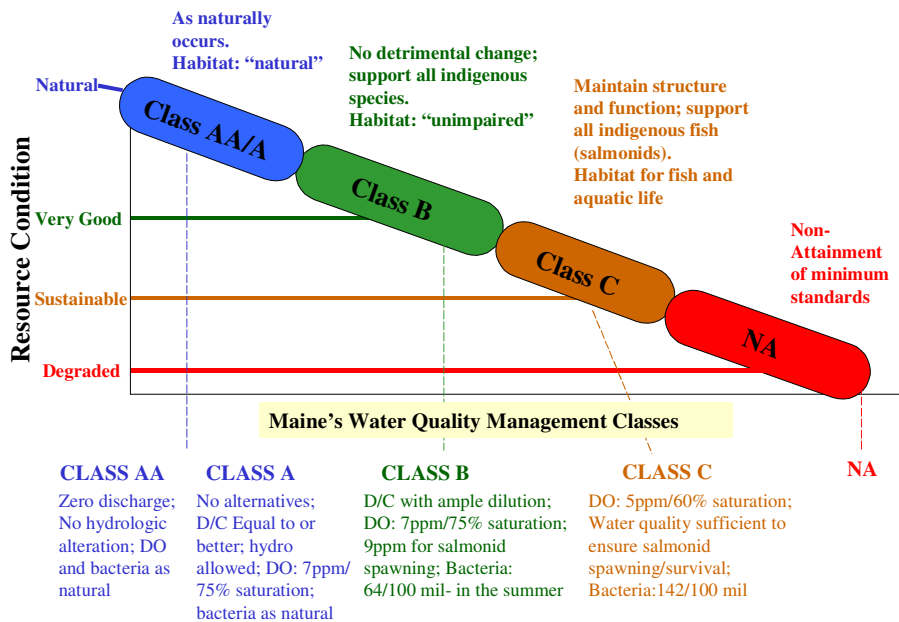 As naturally
occurs.
Habitat: “natural”
No detrimental change;
support all indigenous
species.
Habitat: “unimpaired”
Maintain structure
and function; support
all indigenous fish
(salmonids).
Habitat for fish and
aquatic life
Non-
Attainment
of minimum
standards
Resource Condition
Natural
Very Good
Sustainable
Degraded
Class AA/A
Class B
Class C
NA
Maine’s Water Quality Management Classes
CLASS AA
Zero discharge;
No hydrologic
alteration; DO
and bacteria as
natural
CLASS A
No alternatives;
D/C Equal to or
better; hydro
allowed; DO: 7ppm/
75% saturation;
bacteria as natural
CLASS B
D/C with ample dilution;
DO: 7ppm/75% saturation;
9ppm for salmonid
spawning; Bacteria:
64/100 mil- in the summer
CLASS C
DO: 5ppm/60% saturation;
Water quality sufficient to
ensure salmonid
spawning/survival;
Bacteria:142/100 mil
NA